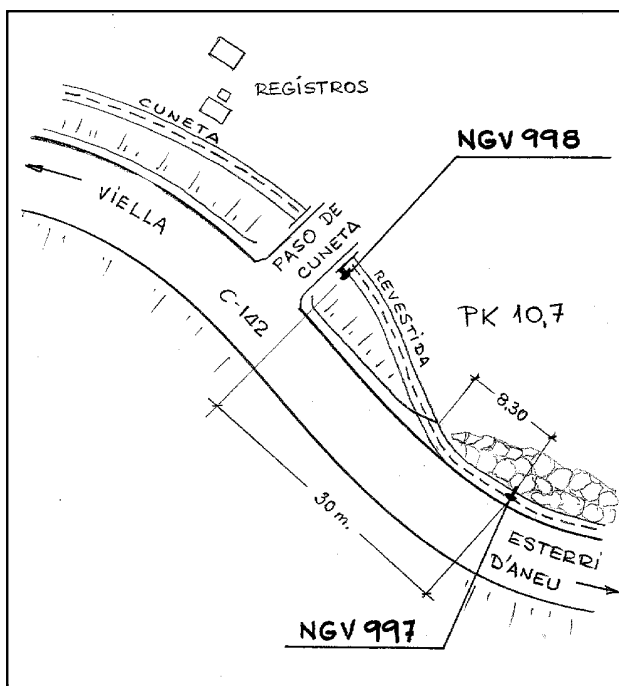 REGÍSTROS
CUNETA
NGV 998
VIELLA
PASO DE
CUNETA
C-142
REVESTIDA
PK 10,7
8.30
30 m.
ESTERRI
D'ANEU
NGV 997